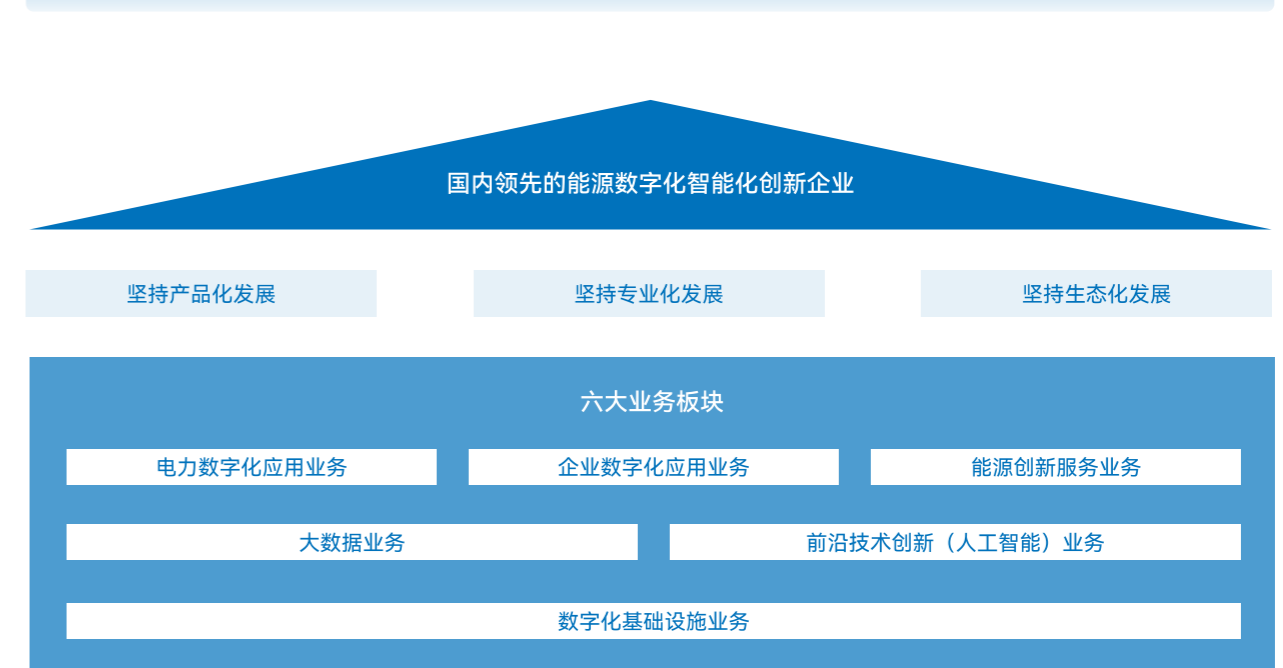 国内领先的能源数字化智能化创新企业
坚持产品化发展
坚持专业化发展
坚持生态化发展
六大业务板块
电力数字化应用业务
企业数字化应用业务
能源创新服务业务
大数据业务
前沿技术创新（人工智能）业务
数字化基础设施业务